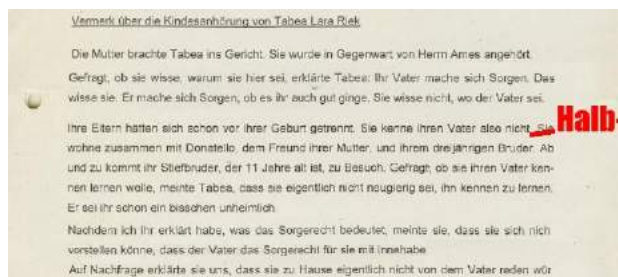 Vermerk über die Kindesanhörung von Tabea Lara Riek
Die Mutter brachte Tabea ins Gericht. Sie wurde in Gegenwart von Herrn Ames angehört.
Gefragt, ob sie wisse, warum sie hier sei, erklärte Tabea: Ihr Vater mache sich Sorgen. Das
wisse sie. Er mache sich Sorgen, ob es ihr auch gut ginge. Sie wisse nicht, wo der Vater sei.
Ihre Eltern hätten sich schon vor ihrer Geburt getrennt. Sie kenne ihren Vater also nicht. Sie Halb-
wohne zusammen mit Donatello, dem Freund ihrer Mutter, und ihrem dreijährigen Bruder. Ab
und zu kommt ihr Stiefbruder, der 11 Jahre alt ist, zu Besuch. Gefragt, ob sie ihren Vater ken-
nen lernen wolle, meinte Tabea, dass sie eigentlich nicht neugierig sei, ihn kennen zu lernen.
Er sei ihr schon ein bisschen unheimlich.
Nachdem ich ihr erklärt habe, was das Sorgerecht bedeutet, meinte sie, dass sie sich nich
vorstellen könne, dass der Vater das Sorgerecht für sie mit innehabe.
Auf Nachfrage erklärte sie uns, dass sie zu Hause eigentlich nicht von dem Vater reden wür